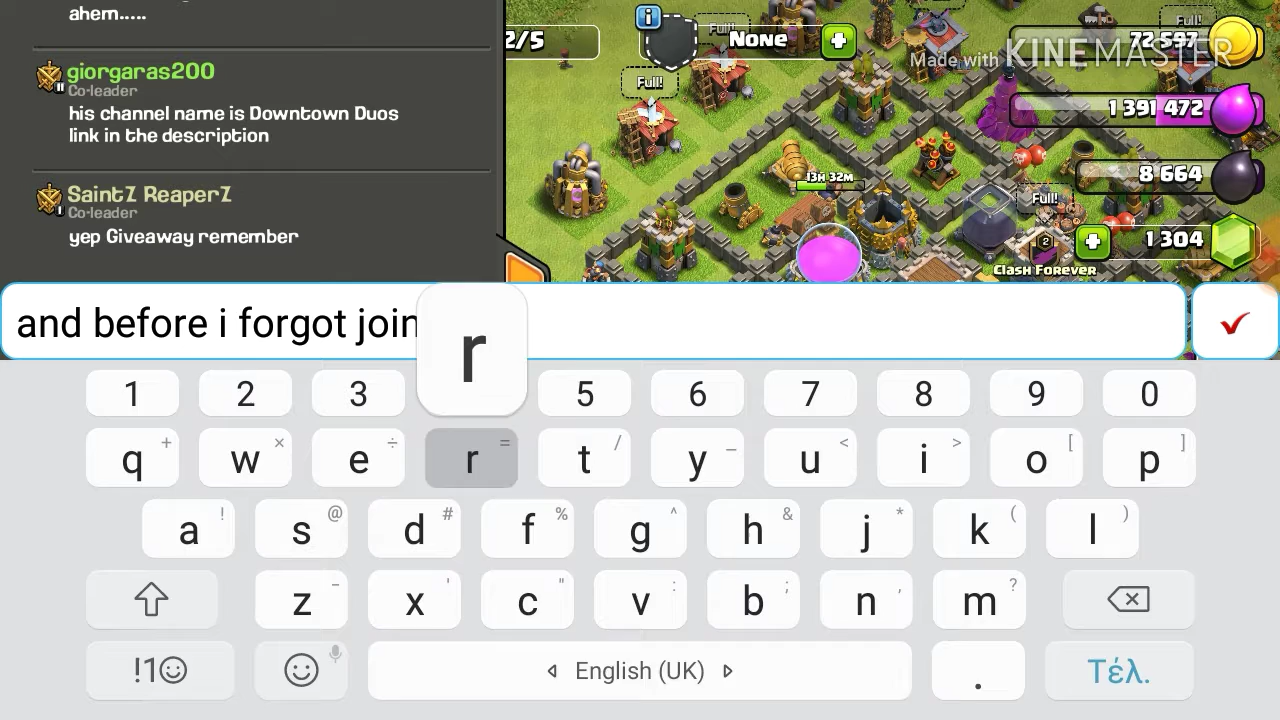 ahem.....
giorgaras200
Co-leader
his channel name is Downtown Duos
link in the description
SaintZ ReaperZ
Co-leader
yep Giveaway remember
2/5
None
Full!
Full!
Full!
Full!
72 597
Made with KINEMASTER
1 391 472
8 664
1 304
13H 32M
2
Clash Forever
and before i forgot join
r
1 2 3 5 6 7 8 9 0
q + w × e ÷ r = t / y _ u < i > o [ p ]
a ! s @ d # f % g ^ h & j * k ( l )
z - x ' c " v : b ; n , m ?
!1☺ English (UK) . Τέλ.